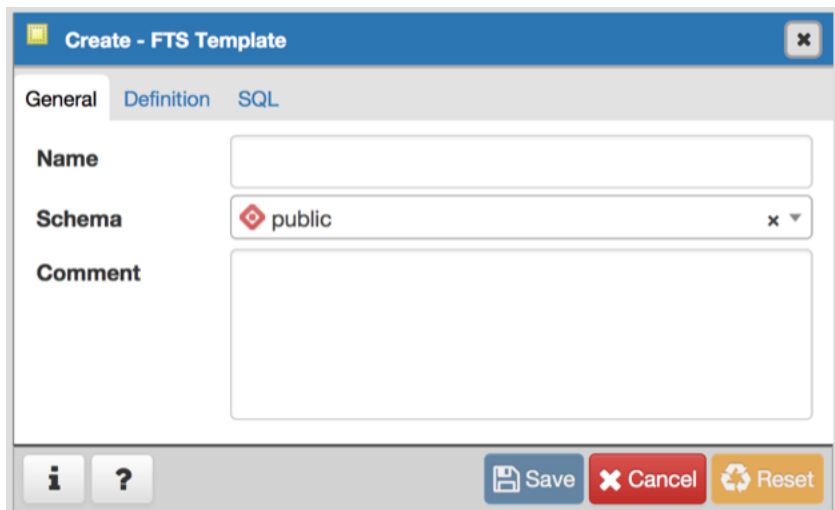 Create - FTS Template
General Definition SQL
Name
Schema public
Comment
i ? Save Cancel Reset